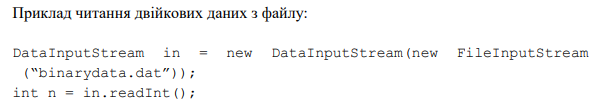 Приклад читання двійкових даних з файлу:
DataInputStream in = new DataInputStream(new FileInputStream
(“binarydata.dat”));
int n = in.readInt();